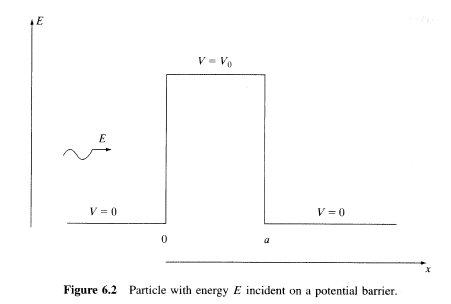 E
V = V₀
E
V = 0
V = 0
0
a
x
Figure 6.2 Particle with energy E incident on a potential barrier.